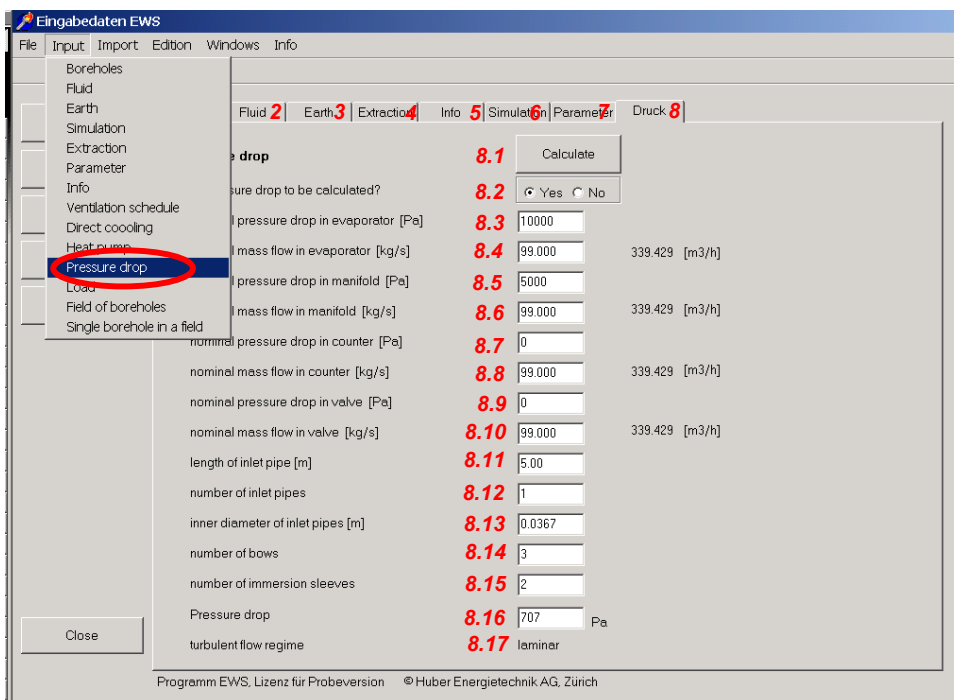 Eingabedaten EWS
File Input Import Edition Windows Info
Boreholes
Fluid
Earth
Simulation
Extraction
Parameter
Info
Ventilation schedule
Direct coooling
Heat pump
Pressure drop
Load
Field of boreholes
Single borehole in a field
Fluid 2 Earth 3 Extraction 4 Info 5 Simulation 6 Parameter 7 Druck 8
e drop 8.1 Calculate
sure drop to be calculated? 8.2 Yes No
l pressure drop in evaporator [Pa] 8.3 10000
l mass flow in evaporator [kg/s] 8.4 99.000 339.429 [m3/h]
l pressure drop in manifold [Pa] 8.5 5000
l mass flow in manifold [kg/s] 8.6 99.000 339.429 [m3/h]
nominal pressure drop in counter [Pa] 8.7 0
nominal mass flow in counter [kg/s] 8.8 99.000 339.429 [m3/h]
nominal pressure drop in valve [Pa] 8.9 0
nominal mass flow in valve [kg/s] 8.10 99.000 339.429 [m3/h]
length of inlet pipe [m] 8.11 5.00
number of inlet pipes 8.12 1
inner diameter of inlet pipes [m] 8.13 0.0367
number of bows 8.14 3
number of immersion sleeves 8.15 2
Pressure drop 8.16 707 Pa
turbulent flow regime 8.17 laminar
Close
Programm EWS, Lizenz für Probeversion © Huber Energietechnik AG, Zürich